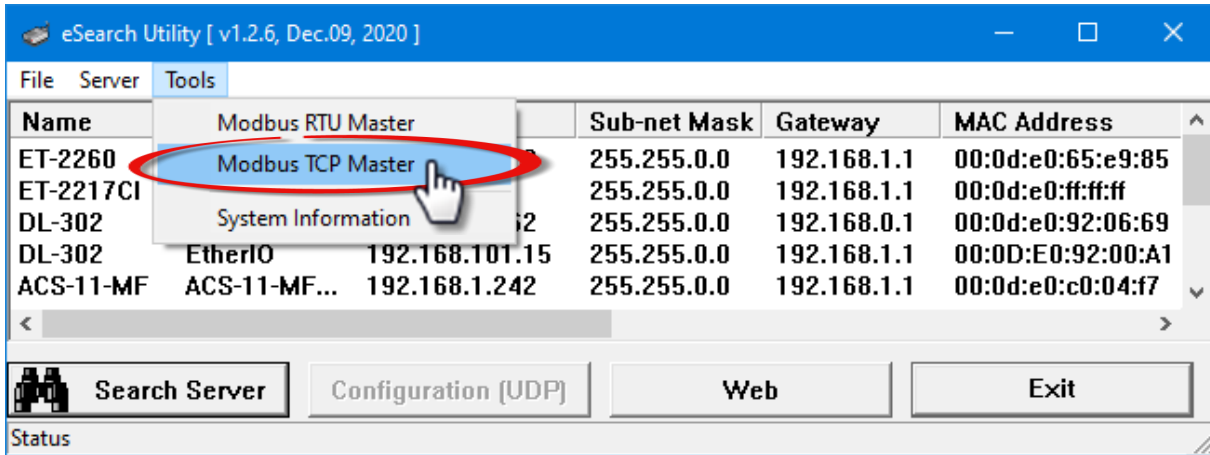 eSearch Utility [ v1.2.6, Dec.09, 2020 ]
File Server Tools
Name Sub-net Mask Gateway MAC Address
Modbus RTU Master
Modbus TCP Master
System Information
ET-2260 255.255.0.0 192.168.1.1 00:0d:e0:65:e9:85
ET-2217CI 255.255.0.0 192.168.1.1 00:0d:e0:ff:ff:ff
DL-302 255.255.0.0 192.168.0.1 00:0d:e0:92:06:69
DL-302 EtherIO 192.168.101.15 255.255.0.0 192.168.1.1 00:0D:E0:92:00:A1
ACS-11-MF ACS-11-MF... 192.168.1.242 255.255.0.0 192.168.1.1 00:0d:e0:c0:04:f7
Search Server Configuration (UDP) Web Exit
Status